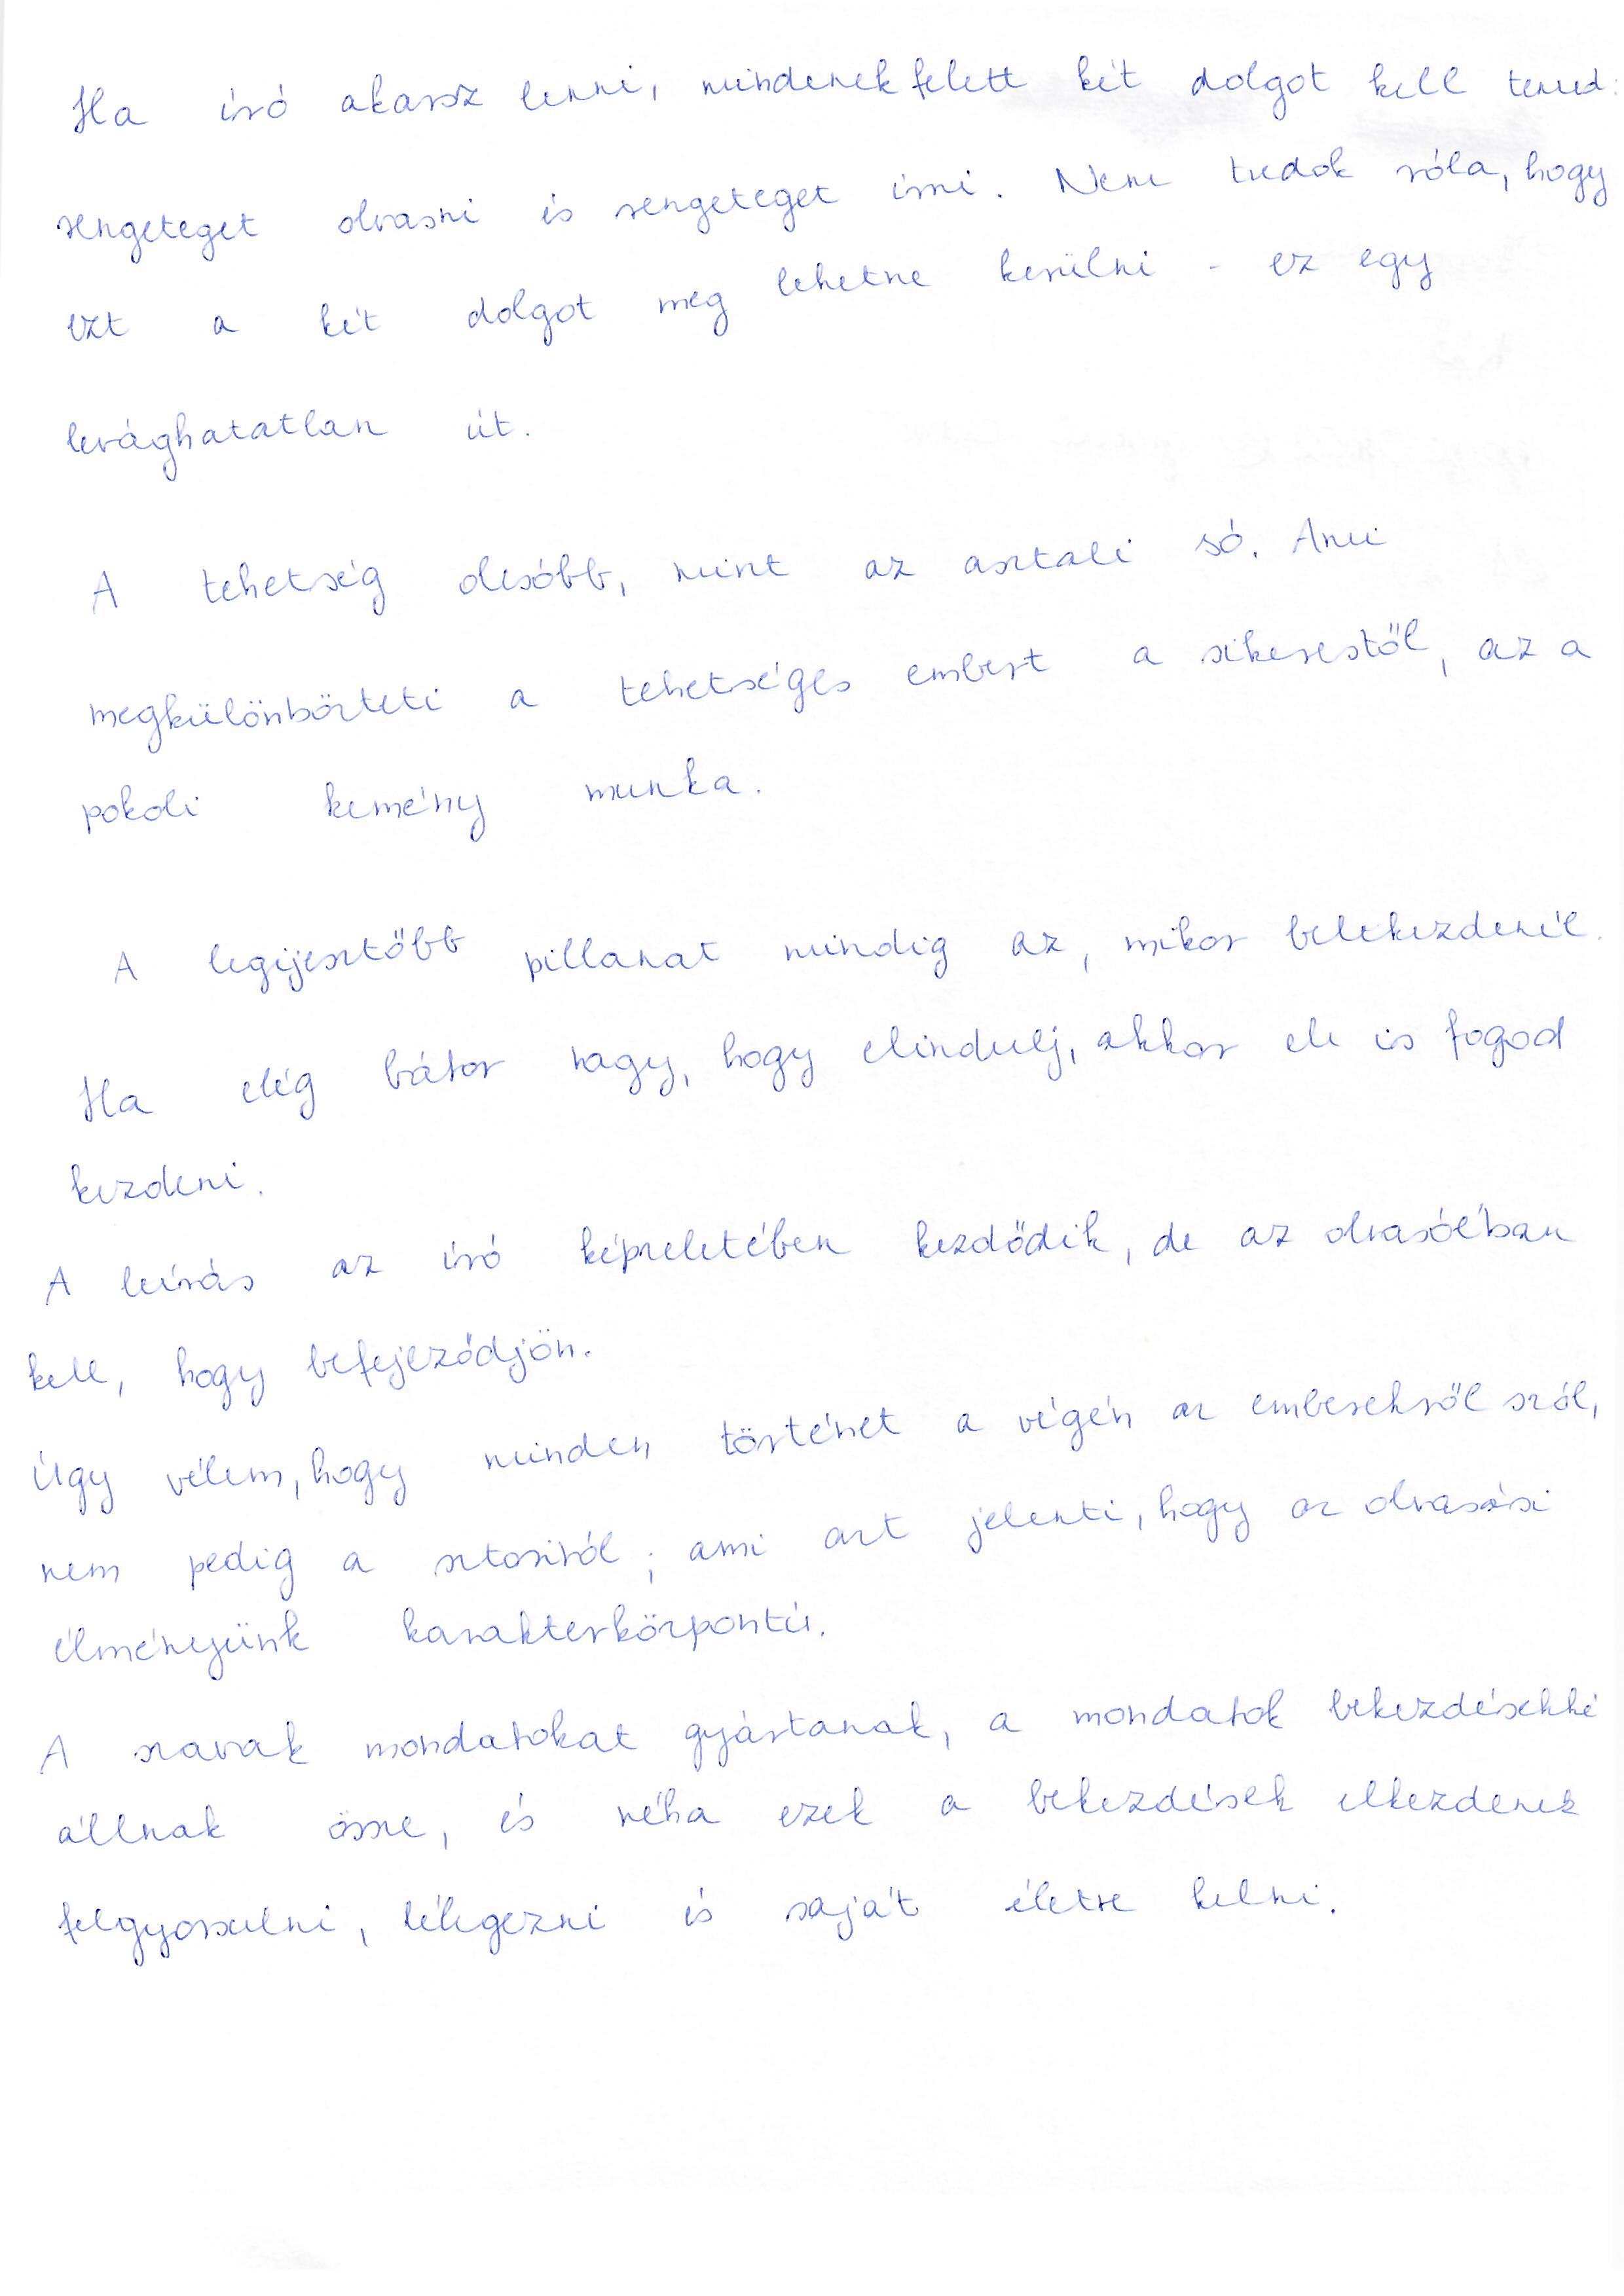 Ha író akarsz lenni, mindenekfelett két dolgot kell tenned:
rengeteget olvasni és rengeteget írni. Nem tudok róla, hogy
ezt a két dolgot meg lehetne kerülni - ez egy
levághatatlan út.
A tehetség olcsóbb, mint az asztali só. Ami
megkülönbözteti a tehetséges embert a sikerestől, az a
pokoli kemény munka.
A legijesztőbb pillanat mindig az, mikor belekezdenél.
Ha elég bátor vagy, hogy elindulj, akkor el is fogod
kezdeni.
A leírás az író képzeletében kezdődik, de az olvasóéban
kell, hogy befejeződjön.
Úgy vélem, hogy minden történet a végén az emberekről szól,
nem pedig a sztoriról; ami azt jelenti, hogy az olvasási
élményünk karakterközpontú.
A szavak mondatokat gyártanak, a mondatok bekezdésekké
állnak össze, és néha ezek a bekezdések elkezdenek
felgyorsulni, lélegezni és saját életre kelni.